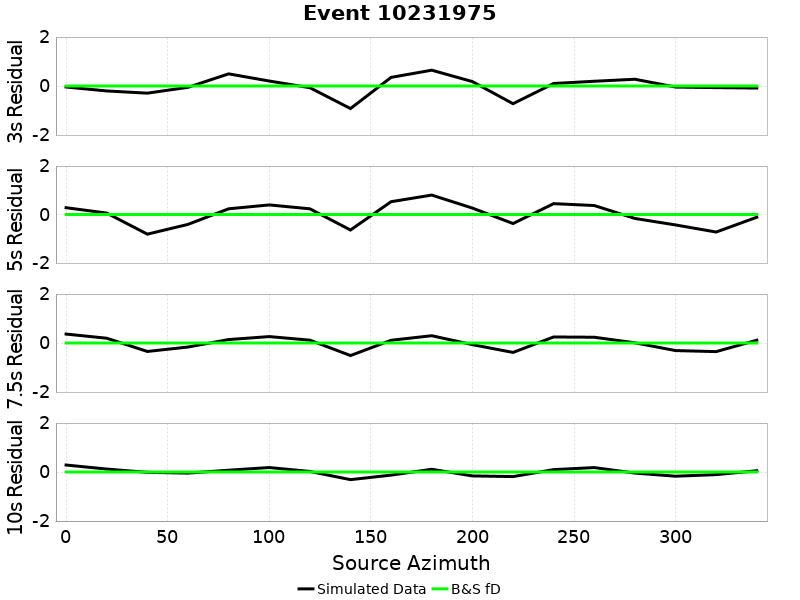 Event 10231975
3s Residual
2
0
-2
5s Residual
2
0
-2
7.5s Residual
2
0
-2
10s Residual
2
0
-2
0 50 100 150 200 250 300
Source Azimuth
Simulated Data B&S fD